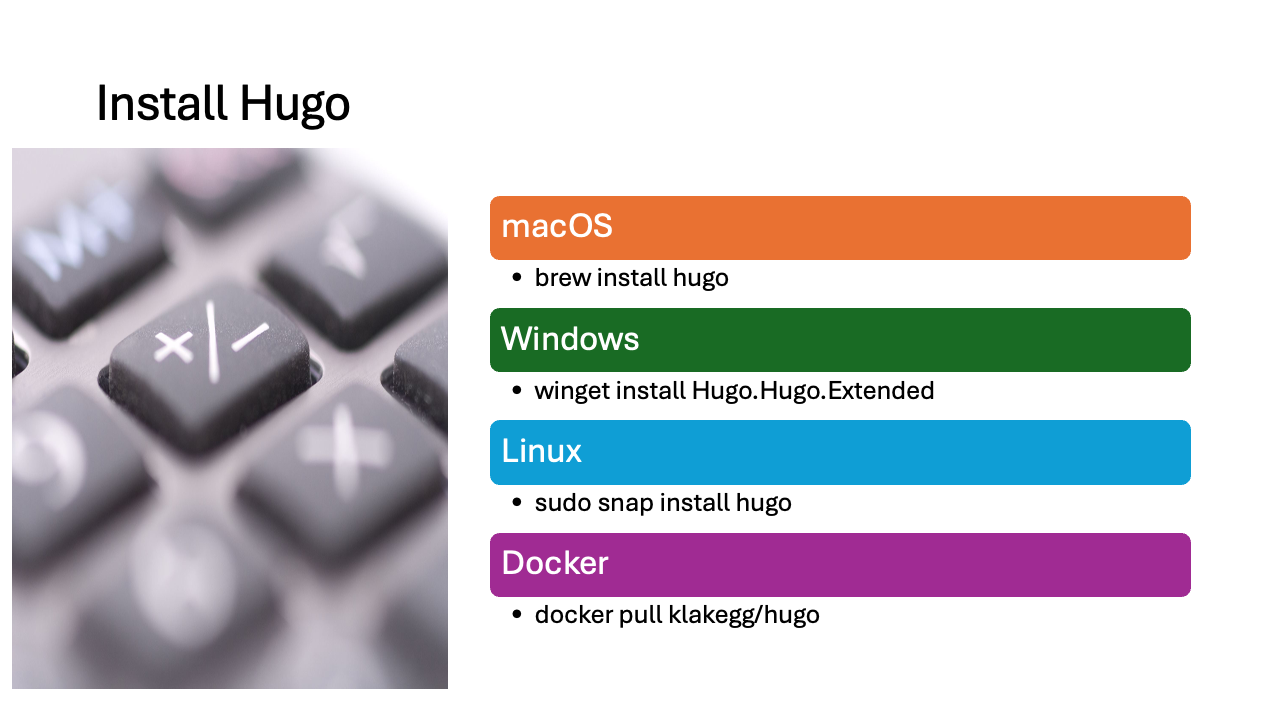 Install Hugo
+/−
+
macOS
• brew install hugo
Windows
• winget install Hugo.Hugo.Extended
Linux
• sudo snap install hugo
Docker
• docker pull klakegg/hugo